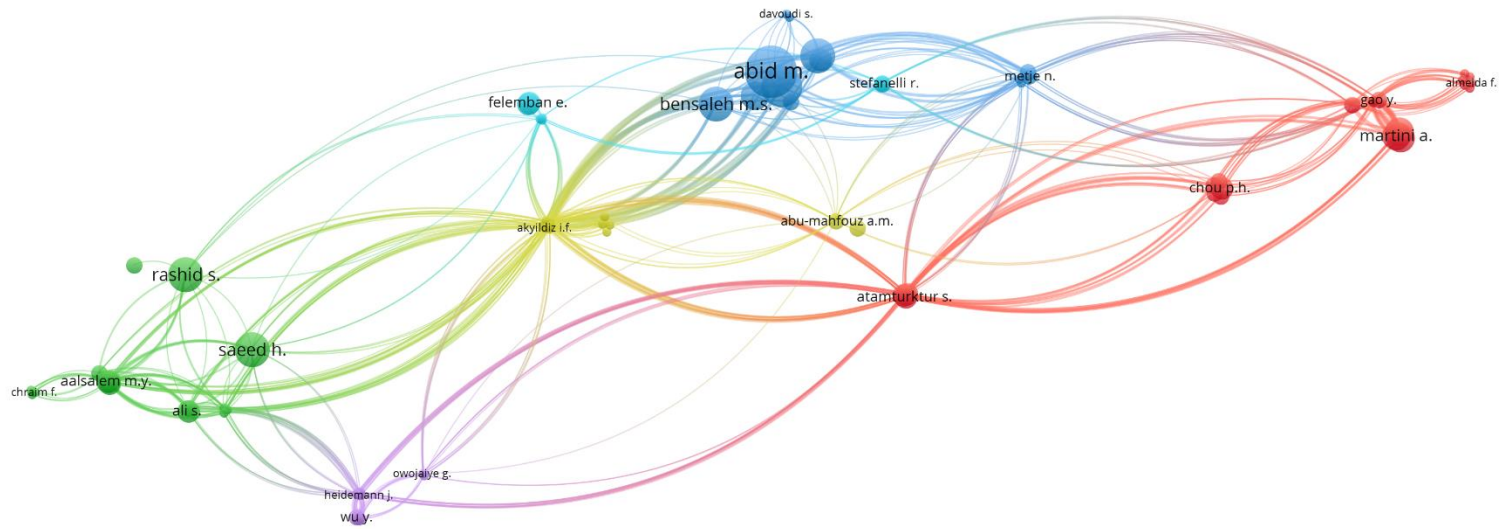 davoudi s.
abid m.
metje n.
stefanelli r.
almeida f.
gao y.
felemban e.
bensaleh m.s.
martini a.
chou p.h.
abu-mahfouz a.m.
akyildiz i.f.
rashid s.
atamturktur s.
saeed h.
aalsalem m.y.
chraim f.
ali s.
owojaiye g.
heidemann j.
wu y.